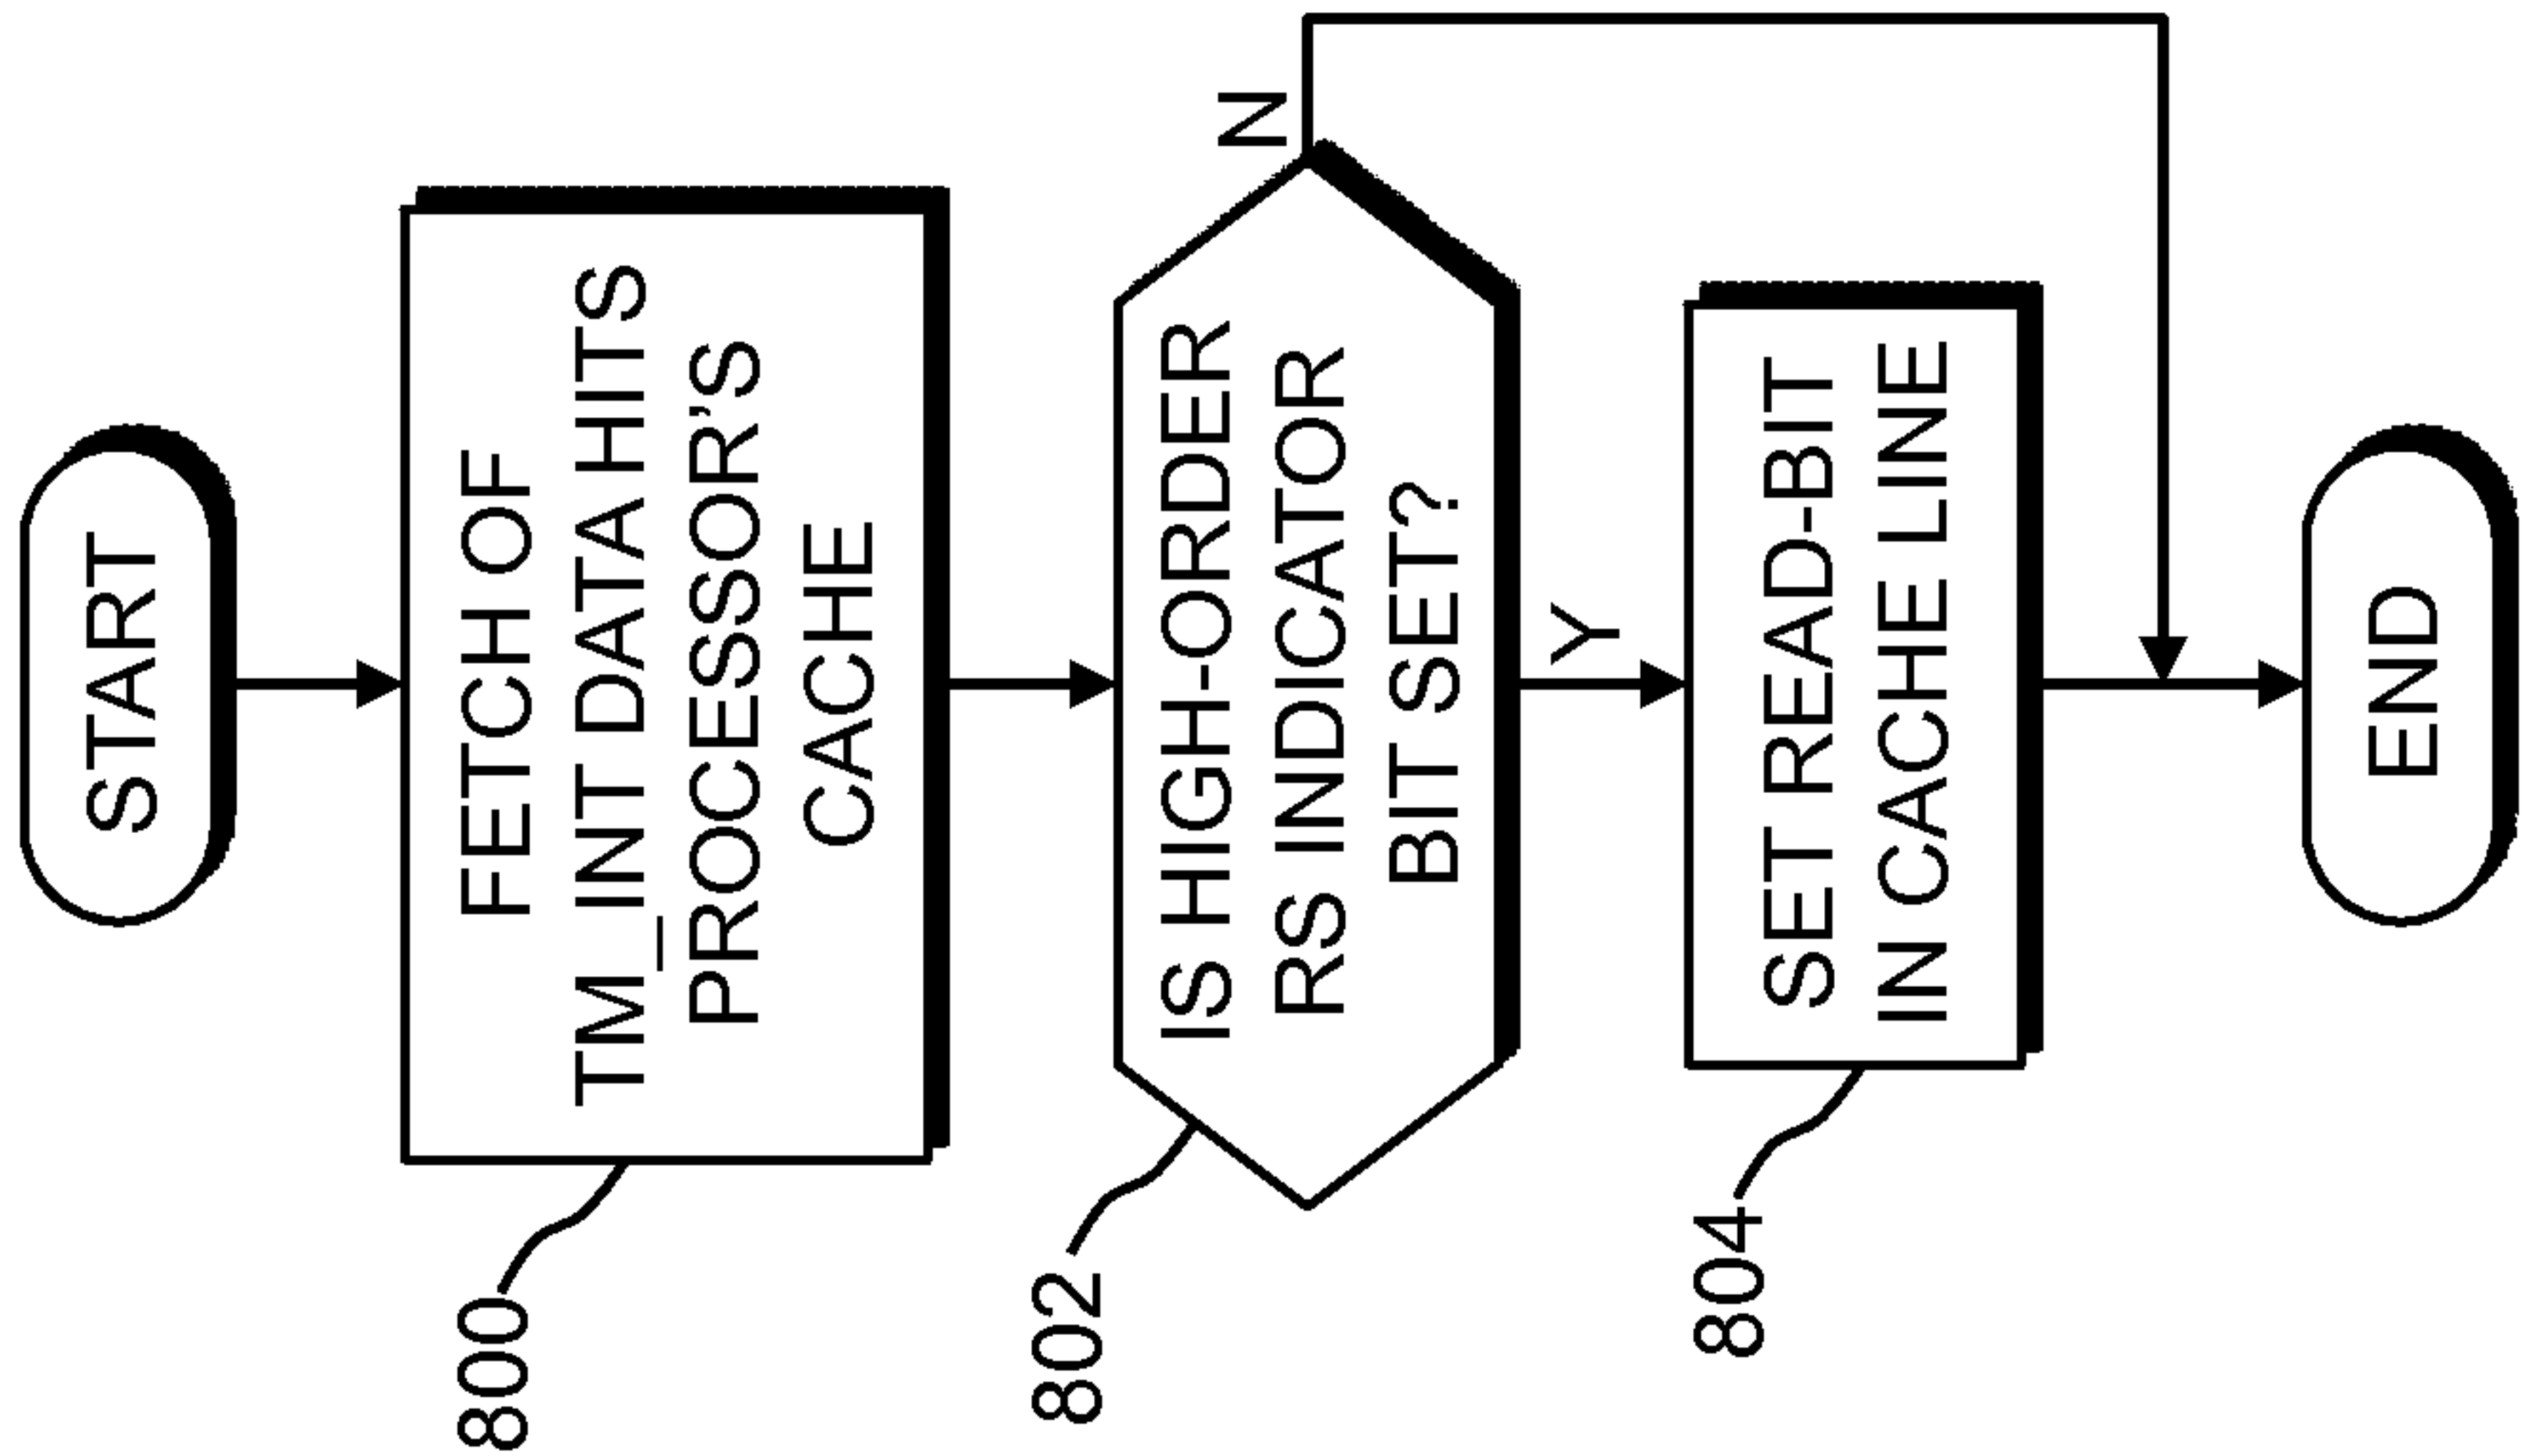 START
FETCH OF
TM_INT DATA HITS
PROCESSOR'S
CACHE
800
IS HIGH-ORDER
RS INDICATOR
BIT SET?
802
N
Y
SET READ-BIT
IN CACHE LINE
804
END